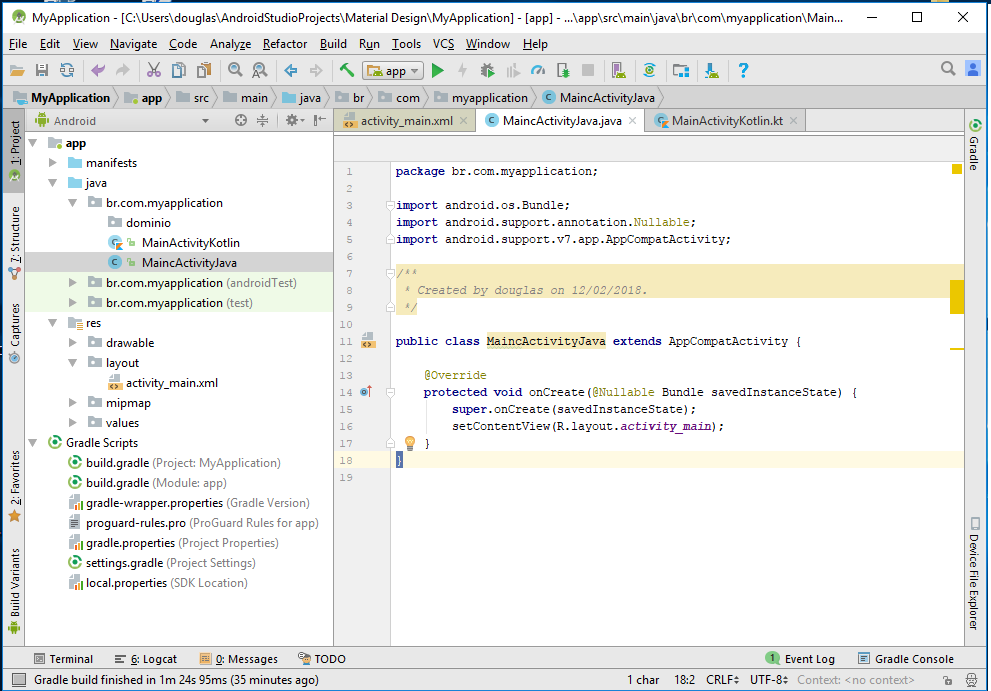 MyApplication - [C:\Users\douglas\AndroidStudioProjects\Material Design\MyApplication] - [app] - ...\app\src\main\java\br\com\myapplication\Main...
File Edit View Navigate Code Analyze Refactor Build Run Tools VCS Window Help
app
MyApplication app src main java br com myapplication MaincActivityJava
Android
activity_main.xml MaincActivityJava.java MainActivityKotlin.kt
1: Project
Z: Structure
Captures
2: Favorites
Build Variants
app
manifests
java
br.com.myapplication
dominio
MainActivityKotlin
MaincActivityJava
br.com.myapplication (androidTest)
br.com.myapplication (test)
res
drawable
layout
activity_main.xml
mipmap
values
Gradle Scripts
build.gradle (Project: MyApplication)
build.gradle (Module: app)
gradle-wrapper.properties (Gradle Version)
proguard-rules.pro (ProGuard Rules for app)
gradle.properties (Project Properties)
settings.gradle (Project Settings)
local.properties (SDK Location)
1 package br.com.myapplication;
2
3 import android.os.Bundle;
4 import android.support.annotation.Nullable;
5 import android.support.v7.app.AppCompatActivity;
6
7 /**
8 * Created by douglas on 12/02/2018.
9 */
10
11 public class MaincActivityJava extends AppCompatActivity {
12
13 @Override
14 protected void onCreate(@Nullable Bundle savedInstanceState) {
15 super.onCreate(savedInstanceState);
16 setContentView(R.layout.activity_main);
17 }
18 }
19
Gradle
Device File Explorer
Terminal 6: Logcat 0: Messages TODO 1 Event Log Gradle Console
Gradle build finished in 1m 24s 95ms (35 minutes ago) 1 char 18:2 CRLF UTF-8 Context: <no context>